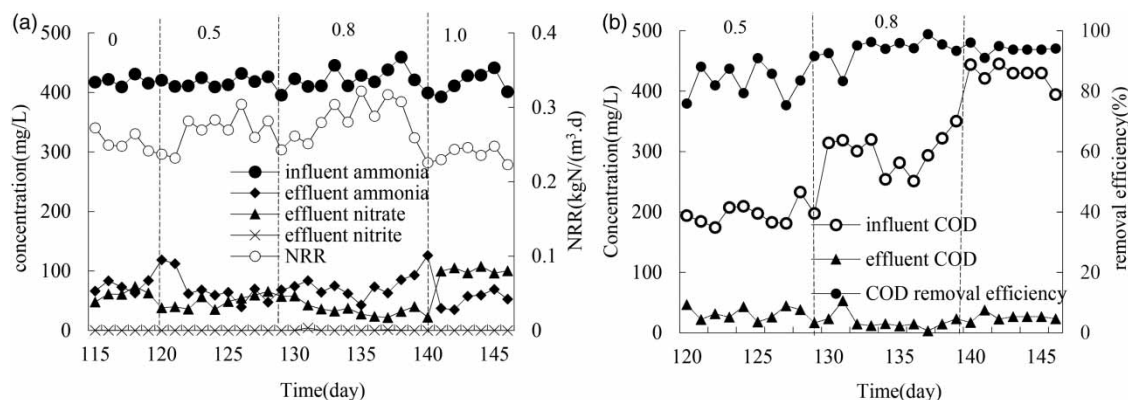 (a)
0 0.5 0.8 1.0
500 400 300 200 100 0
concentration(mg/L)
0.4 0.3 0.2 0.1 0
NRR(kgN/(m³.d)
influent ammonia
effluent ammonia
effluent nitrate
effluent nitrite
NRR
115 120 125 130 135 140 145
Time(day)
(b)
0.5 0.8
500 400 300 200 100 0
Concentration(mg/L)
100 80 60 40 20 0
removal efficiency(%)
influent COD
effluent COD
COD removal efficiency
120 125 130 135 140 145
Time(day)